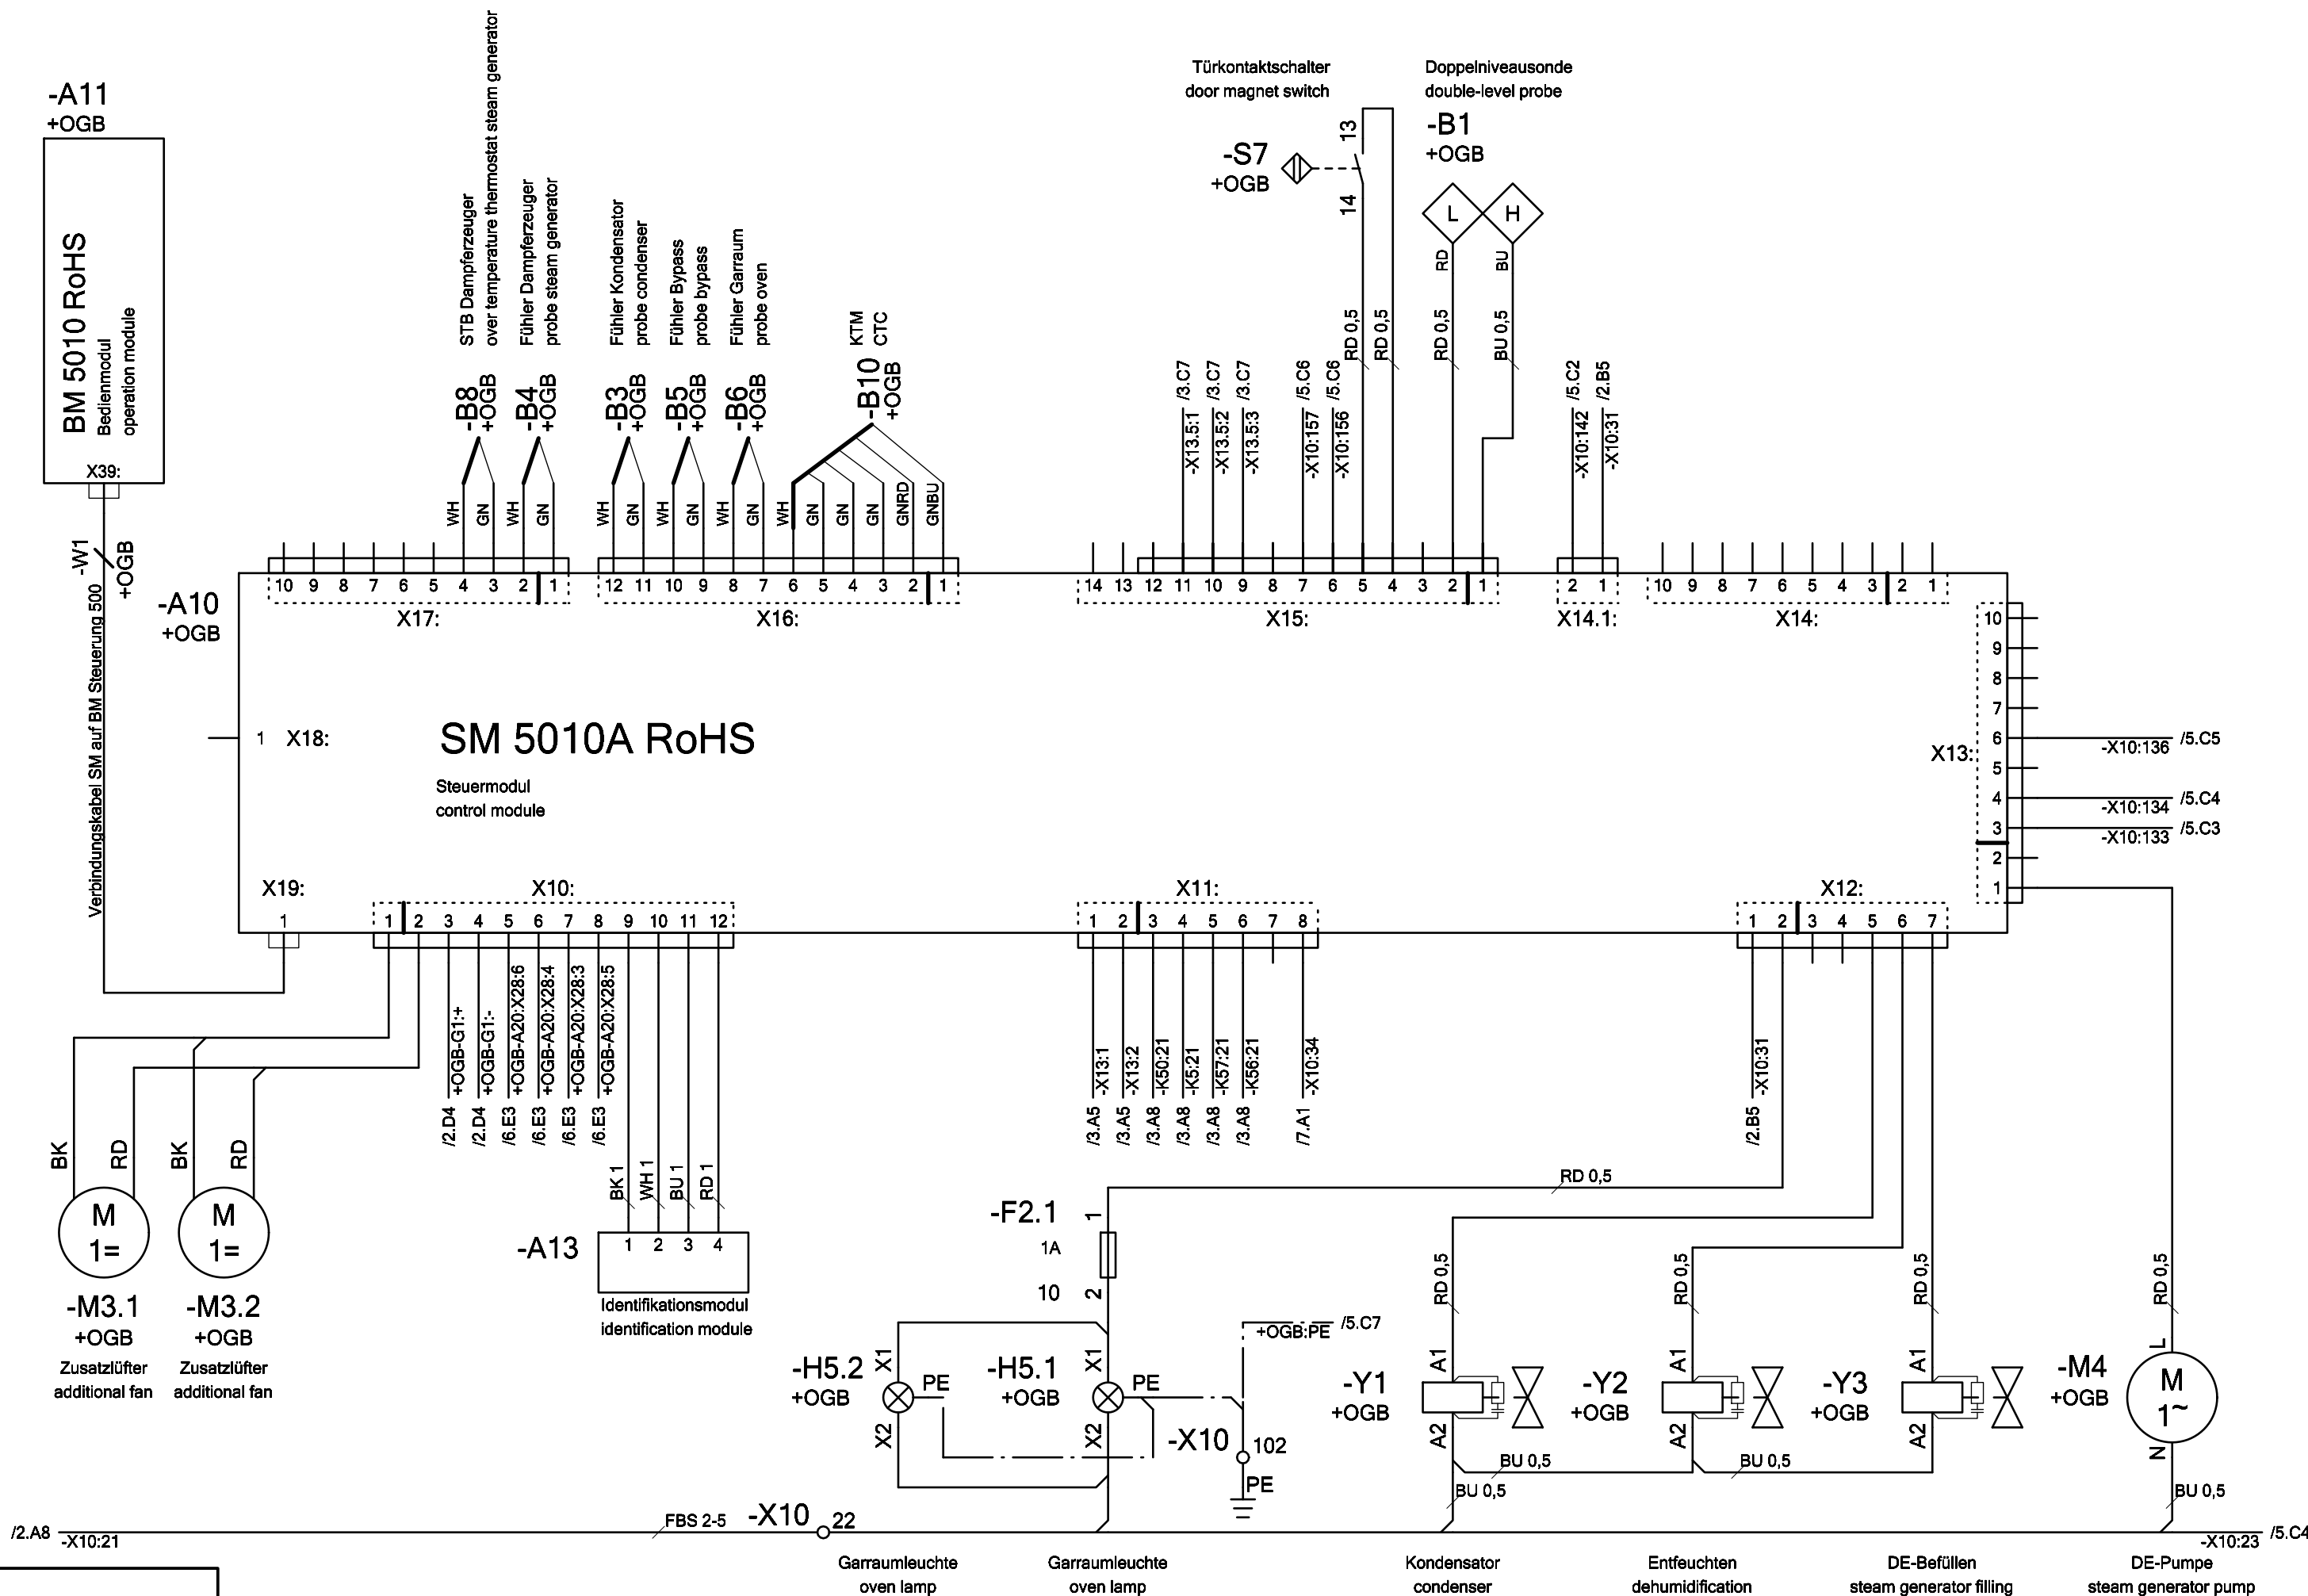 -A11
+OGB
BM 5010 RoHS
Bedienmodul
operation module
X39:
-W1
+OGB
Verbindungskabel SM auf BM Steuerung 500
STB Dampferzeuger
over temperature thermostat steam generator
-B8
+OGB
WH
GN
Fühler Dampferzeuger
probe steam generator
-B4
+OGB
WH
GN
Fühler Kondensator
probe condenser
-B3
+OGB
WH
GN
Fühler Bypass
probe bypass
-B5
+OGB
WH
GN
Fühler Garraum
probe oven
-B6
+OGB
WH
GN
KTM
CTC
-B10
+OGB
WH
GN
GN
GN
GNRD
GNBU
Türkontaktschalter
door magnet switch
-S7
+OGB
13
14
RD 0,5
RD 0,5
Doppelniveausonde
double-level probe
-B1
+OGB
L
H
RD
BU
RD 0,5
BU 0,5
/3.C7
-X13.5:1
/3.C7
-X13.5:2
/3.C7
-X13.5:3
/5.C6
-X10:157
/5.C6
-X10:156
/5.C2
-X10:142
/2.B5
-X10:31
-A10
+OGB
10 9 8 7 6 5 4 3 2 1
X17:
12 11 10 9 8 7 6 5 4 3 2 1
X16:
14 13 12 11 10 9 8 7 6 5 4 3 2 1
X15:
2 1
X14.1:
10 9 8 7 6 5 4 3 2 1
X14:
1 X18:
SM 5010A RoHS
Steuermodul
control module
X13:
10
9
8
7
6
-X10:136 /5.C5
5
4
-X10:134 /5.C4
3
-X10:133 /5.C3
2
1
X19:
1
X10:
1 2 3 4 5 6 7 8 9 10 11 12
X11:
1 2 3 4 5 6 7 8
X12:
1 2 3 4 5 6 7
/2.D4
+OGB-G1:+
/2.D4
+OGB-G1:-
/6.E3
+OGB-A20:X28:6
/6.E3
+OGB-A20:X28:4
/6.E3
+OGB-A20:X28:3
/6.E3
+OGB-A20:X28:5
BK 1
WH 1
BU 1
RD 1
-A13
1 2 3 4
Identifikationsmodul
identification module
/3.A5
-X13:1
/3.A5
-X13:2
/3.A8
-K50:21
/3.A8
-K5:21
/3.A8
-K57:21
/3.A8
-K56:21
/7.A1
-X10:34
/2.B5
-X10:31
RD 0,5
BK
RD
BK
RD
M
1=
M
1=
-M3.1
+OGB
Zusatzlüfter
additional fan
-M3.2
+OGB
Zusatzlüfter
additional fan
-F2.1
1A
10
1
2
-H5.2
+OGB
X1
X2
PE
-H5.1
+OGB
X1
X2
PE
+OGB:PE /5.C7
-X10
102
PE
RD 0,5
-Y1
+OGB
A1
A2
BU 0,5
BU 0,5
RD 0,5
-Y2
+OGB
A1
A2
BU 0,5
RD 0,5
-Y3
+OGB
A1
A2
RD 0,5
-M4
+OGB
L
M
1~
N
BU 0,5
/2.A8
-X10:21
FBS 2-5
-X10
22
-X10:23
/5.C4
Garraumleuchte
oven lamp
Garraumleuchte
oven lamp
Kondensator
condenser
Entfeuchten
dehumidification
DE-Befüllen
steam generator filling
DE-Pumpe
steam generator pump